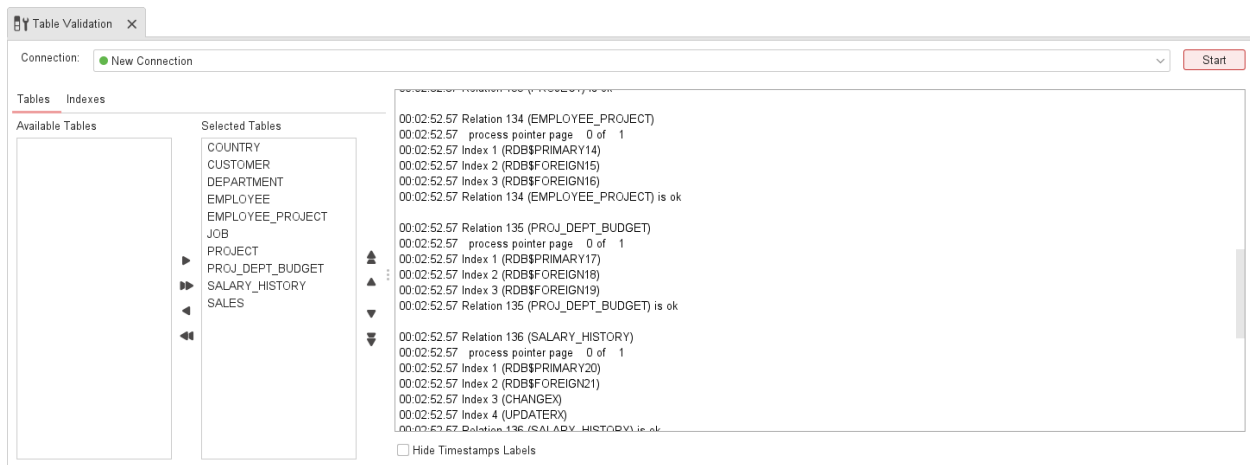 Table Validation
Connection:
New Connection
Start
Tables Indexes
Available Tables
Selected Tables
COUNTRY
CUSTOMER
DEPARTMENT
EMPLOYEE
EMPLOYEE_PROJECT
JOB
PROJECT
PROJ_DEPT_BUDGET
SALARY_HISTORY
SALES
00:02:52.57 Relation 134 (EMPLOYEE_PROJECT)
00:02:52.57 process pointer page 0 of 1
00:02:52.57 Index 1 (RDB$PRIMARY14)
00:02:52.57 Index 2 (RDB$FOREIGN15)
00:02:52.57 Index 3 (RDB$FOREIGN16)
00:02:52.57 Relation 134 (EMPLOYEE_PROJECT) is ok
00:02:52.57 Relation 135 (PROJ_DEPT_BUDGET)
00:02:52.57 process pointer page 0 of 1
00:02:52.57 Index 1 (RDB$PRIMARY17)
00:02:52.57 Index 2 (RDB$FOREIGN18)
00:02:52.57 Index 3 (RDB$FOREIGN19)
00:02:52.57 Relation 135 (PROJ_DEPT_BUDGET) is ok
00:02:52.57 Relation 136 (SALARY_HISTORY)
00:02:52.57 process pointer page 0 of 1
00:02:52.57 Index 1 (RDB$PRIMARY20)
00:02:52.57 Index 2 (RDB$FOREIGN21)
00:02:52.57 Index 3 (CHANGEX)
00:02:52.57 Index 4 (UPDATERX)
00:02:52.57 Relation 136 (SALARY_HISTORY) is ok
Hide Timestamps Labels